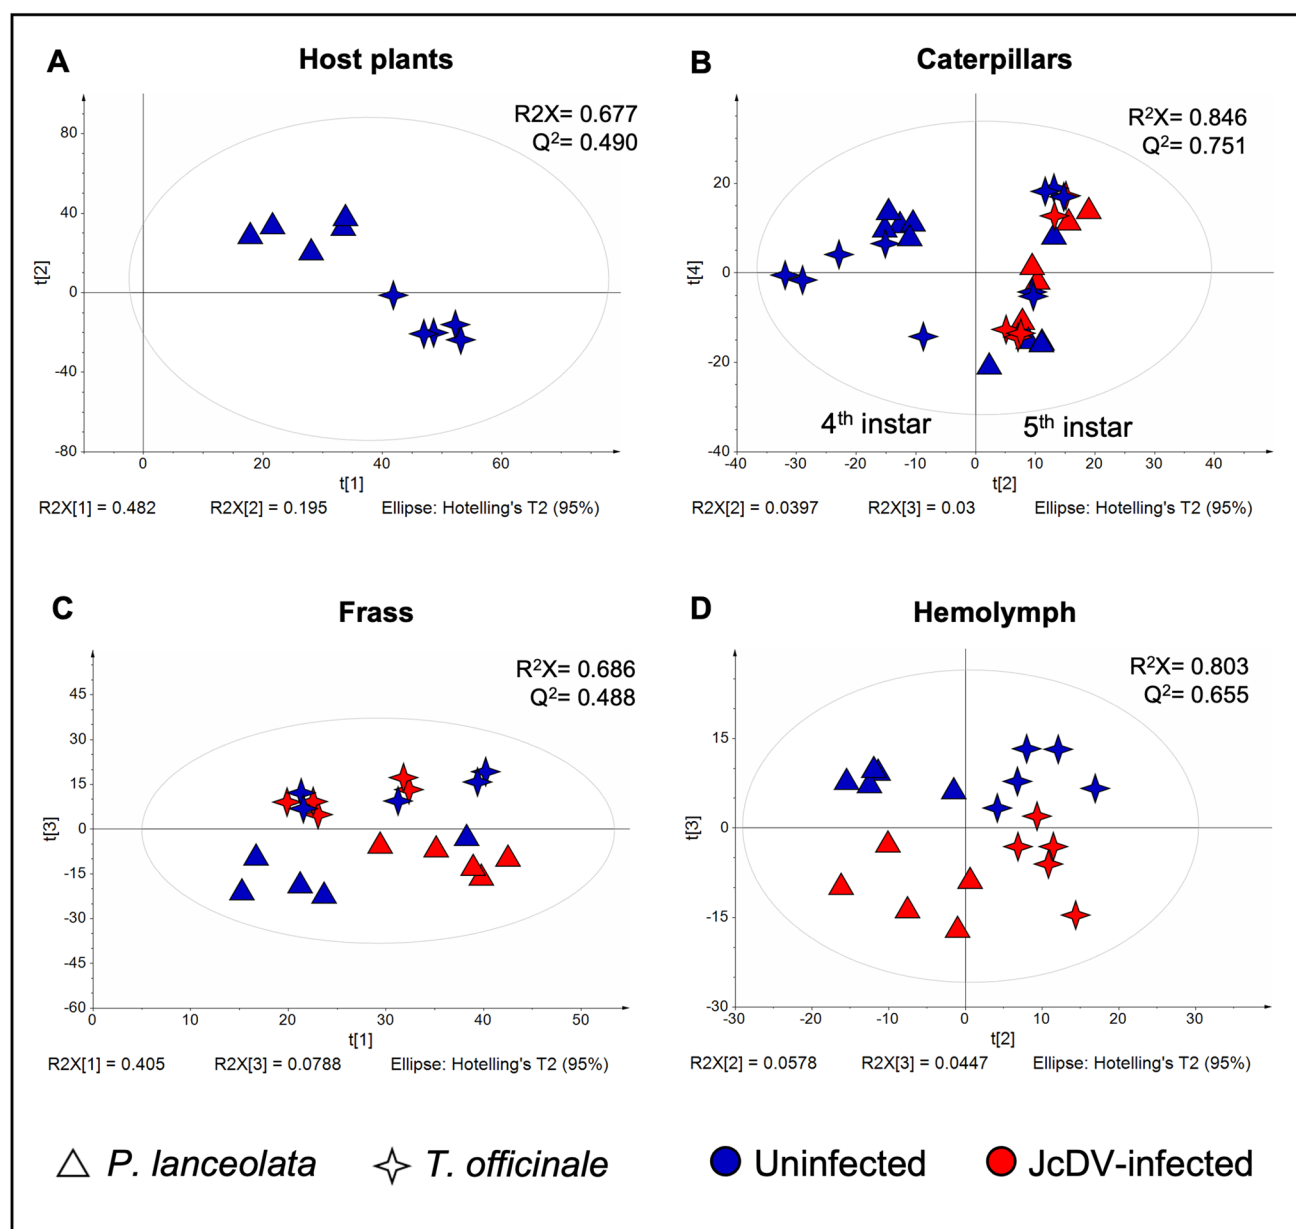 A
Host plants
R2X= 0.677
Q²= 0.490
80
40
0
-40
-80
t[2]
0
20
40
60
t[1]
R2X[1] = 0.482
R2X[2] = 0.195
Ellipse: Hotelling's T2 (95%)
B
Caterpillars
R²X= 0.846
Q²= 0.751
20
0
-20
-40
t[4]
4th instar
5th instar
-40
-30
-20
-10
0
10
20
30
40
t[2]
R2X[2] = 0.0397
R2X[3] = 0.03
Ellipse: Hotelling's T2 (95%)
C
Frass
R²X= 0.686
Q²= 0.488
45
30
15
0
-15
-30
-45
-60
t[3]
0
10
20
30
40
50
t[1]
R2X[1] = 0.405
R2X[3] = 0.0788
Ellipse: Hotelling's T2 (95%)
D
Hemolymph
R²X= 0.803
Q²= 0.655
15
0
-15
-30
t[3]
-30
-20
-10
0
10
20
30
t[2]
R2X[2] = 0.0578
R2X[3] = 0.0447
Ellipse: Hotelling's T2 (95%)
P. lanceolata
T. officinale
Uninfected
JcDV-infected